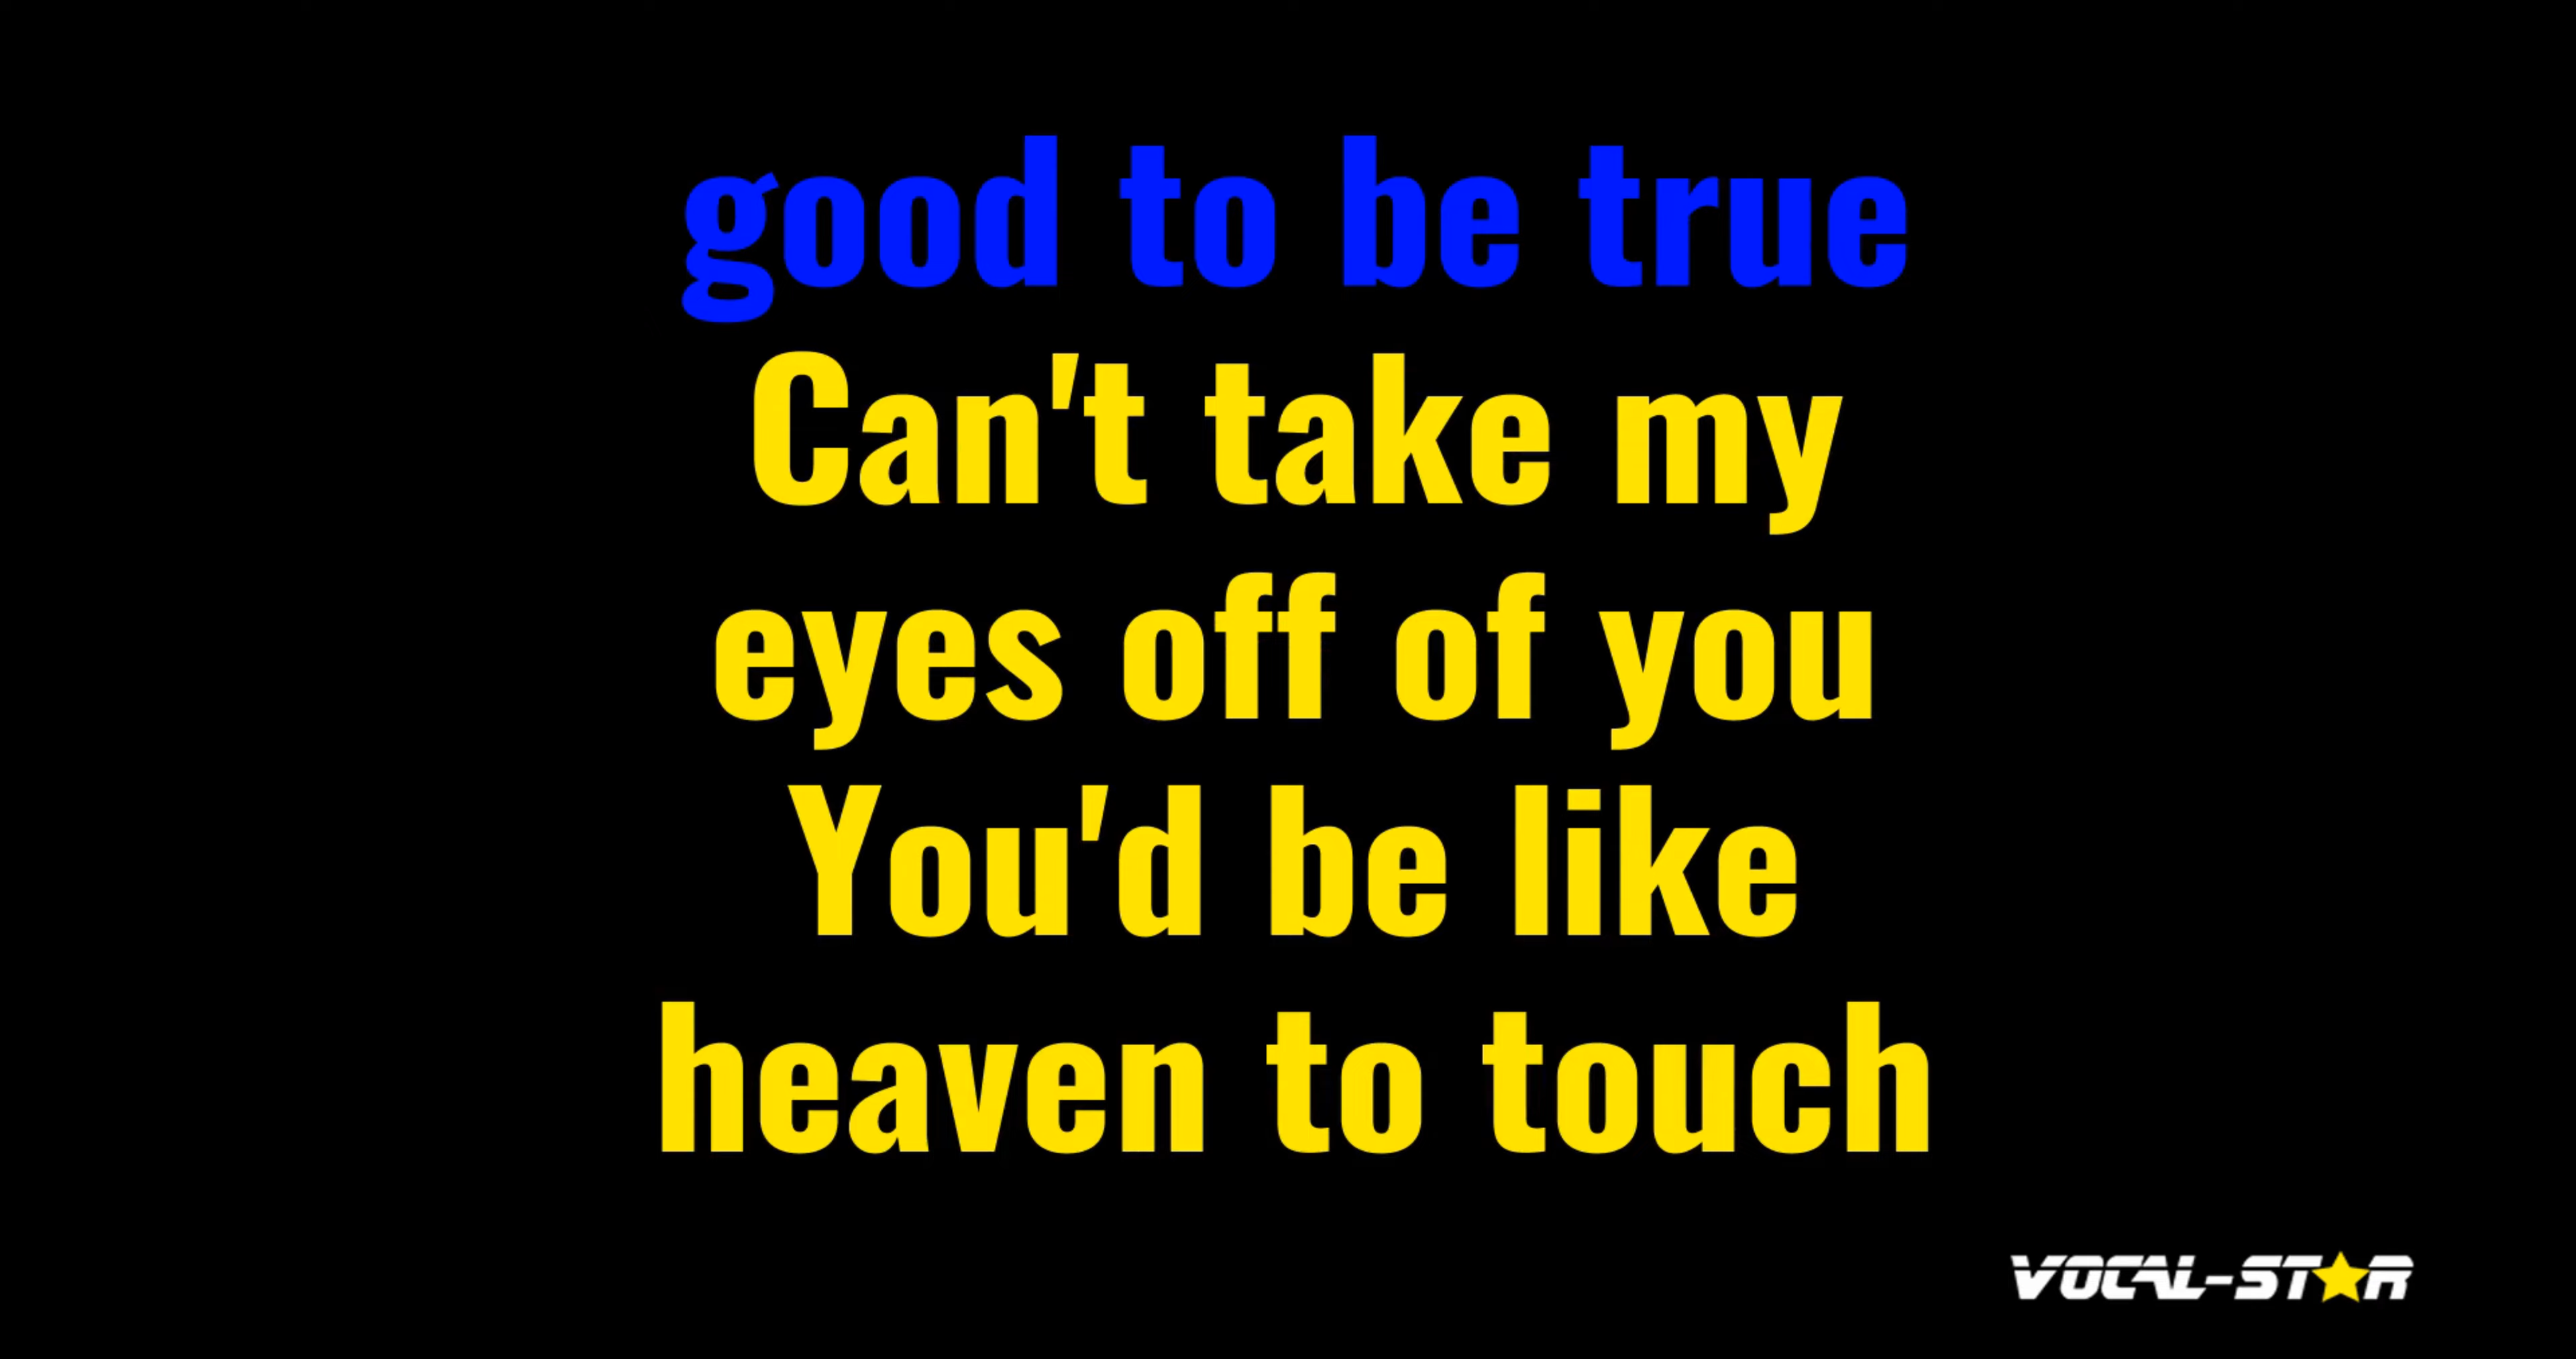 good to be true
Can't take my
eyes off of you
You'd be like
heaven to touch
VOCAL-STAR